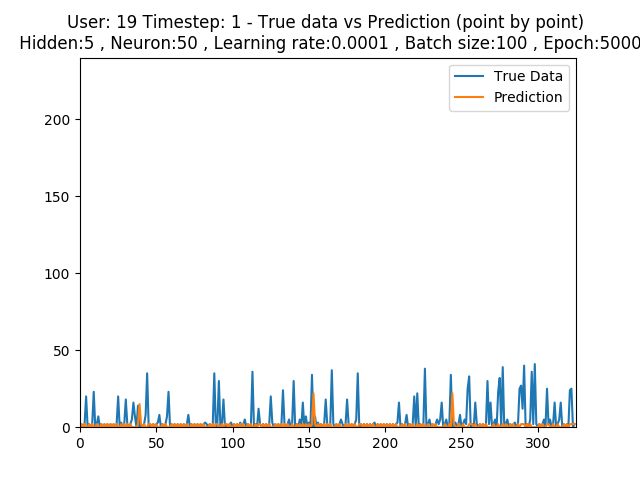 User: 19 Timestep: 1 - True data vs Prediction (point by point)
Hidden:5 , Neuron:50 , Learning rate:0.0001 , Batch size:100 , Epoch:5000
True Data
Prediction
200
150
100
50
0
0 50 100 150 200 250 300